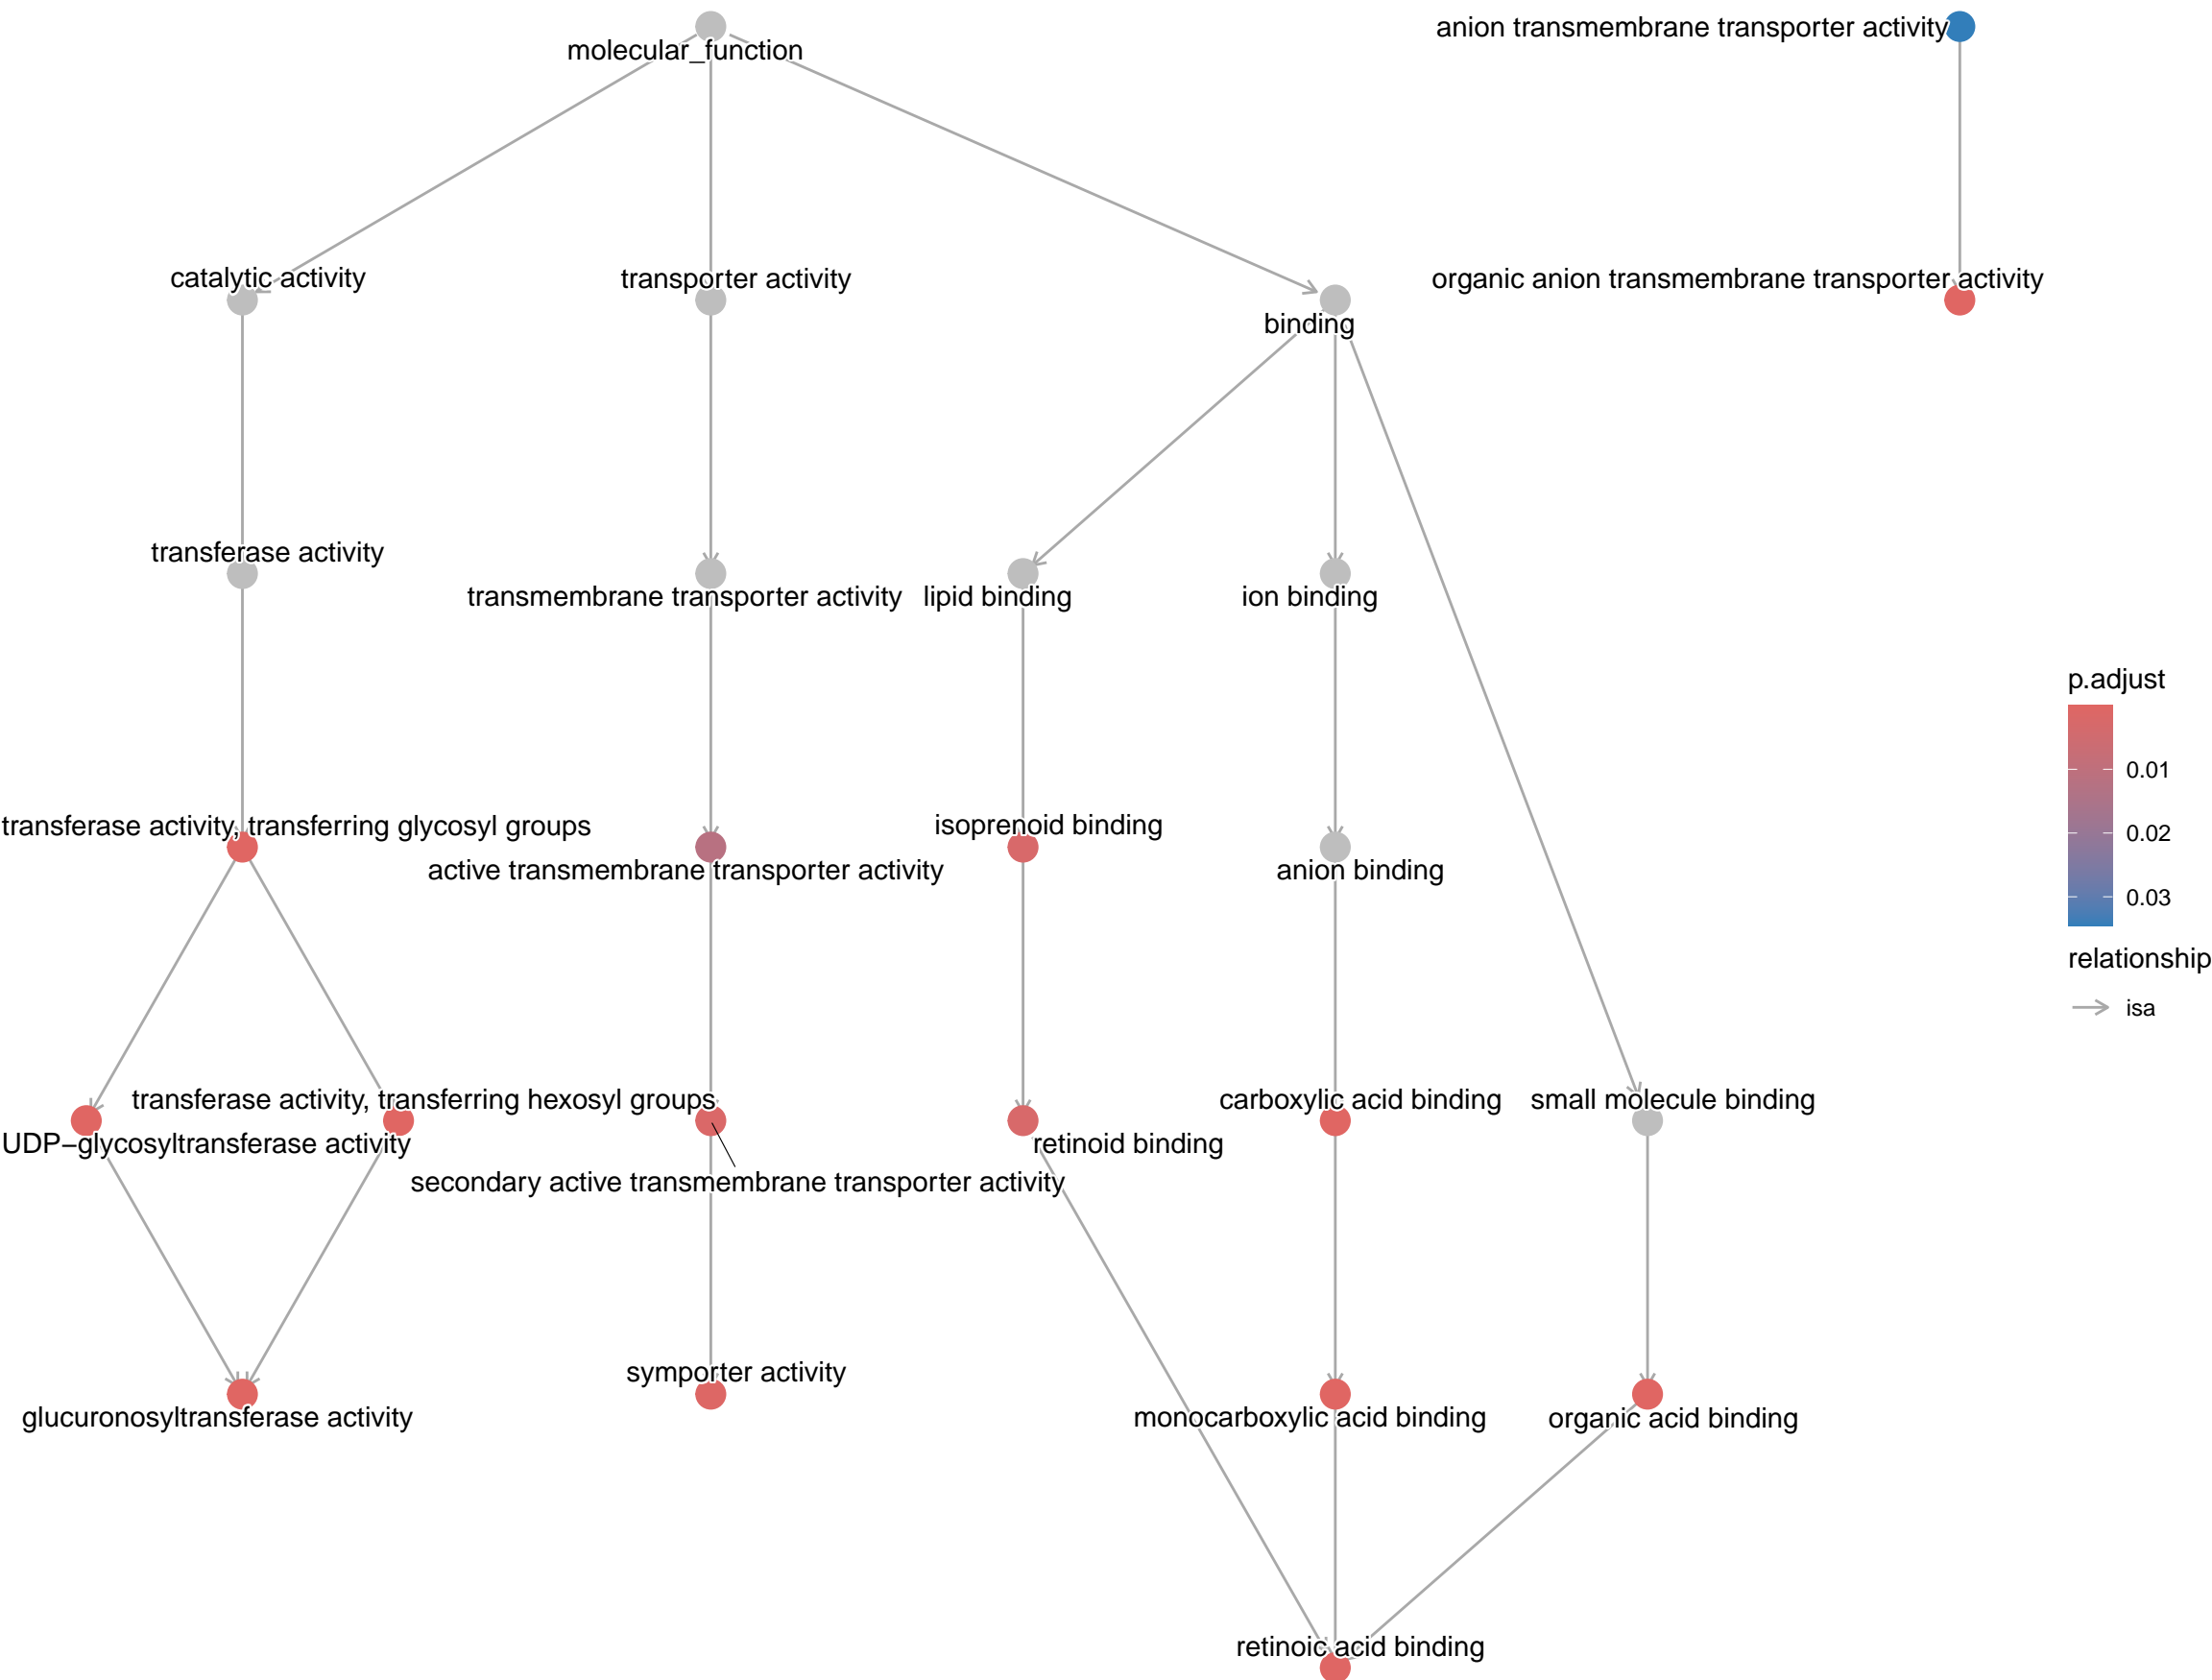 anion transmembrane transporter activity
molecular_function
catalytic activity
transporter activity
organic anion transmembrane transporter activity
binding
transferase activity
transmembrane transporter activity
lipid binding
ion binding
p.adjust
0.01
0.02
0.03
relationship
isa
transferase activity, transferring glycosyl groups
isoprenoid binding
active transmembrane transporter activity
anion binding
transferase activity, transferring hexosyl groups
carboxylic acid binding
small molecule binding
UDP−glycosyltransferase activity
retinoid binding
secondary active transmembrane transporter activity
symporter activity
glucuronosyltransferase activity
monocarboxylic acid binding
organic acid binding
retinoic acid binding